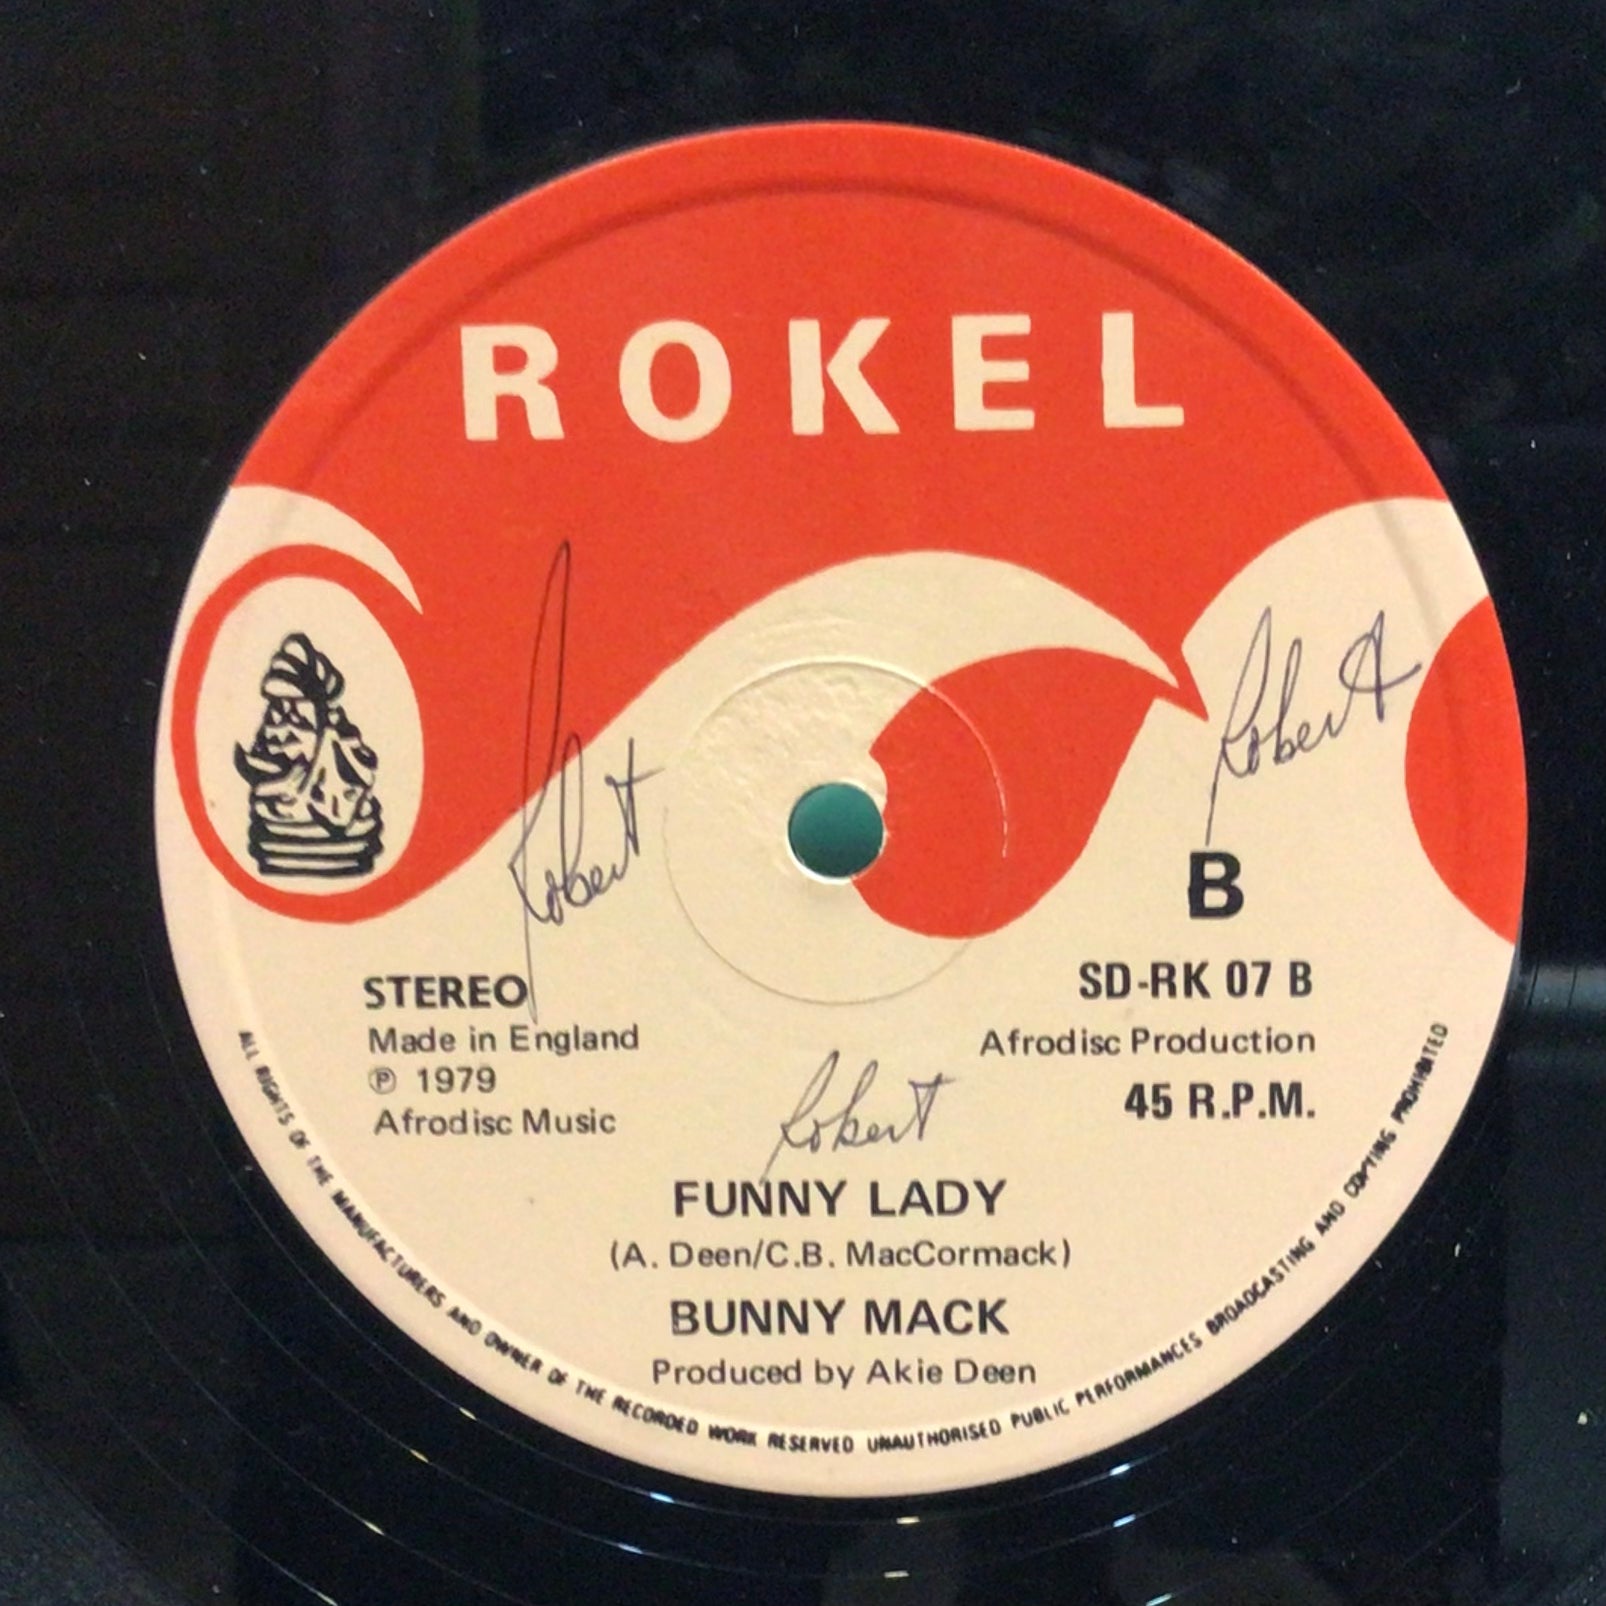 ROKEL
Robert
Robert
B
STEREO
SD-RK 07 B
Made in England
Afrodisc Production
℗ 1979
45 R.P.M.
Afrodisc Music
Robert
FUNNY LADY
(A. Deen/C.B. MacCormack)
BUNNY MACK
Produced by Akie Deen
ALL RIGHTS OF THE MANUFACTURERS AND OWNER OF THE RECORDED WORK RESERVED UNAUTHORISED PUBLIC PERFORMANCES BROADCASTING AND COPYING PROHIBITED